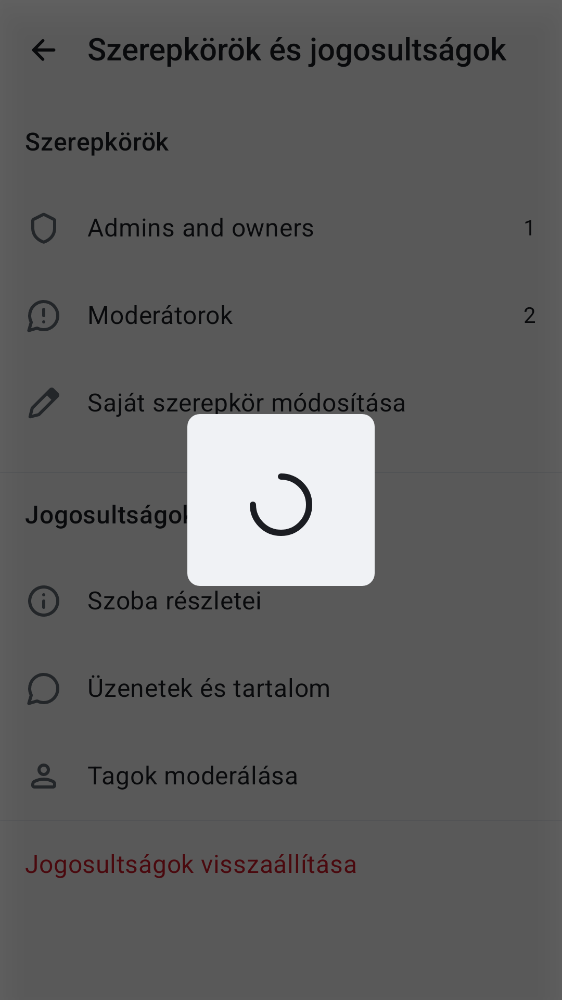 Szerepkörök és jogosultságok
Szerepkörök
Admins and owners 1
Moderátorok 2
Saját szerepkör módosítása
Jogosultságok
Szoba részletei
Üzenetek és tartalom
Tagok moderálása
Jogosultságok visszaállítása